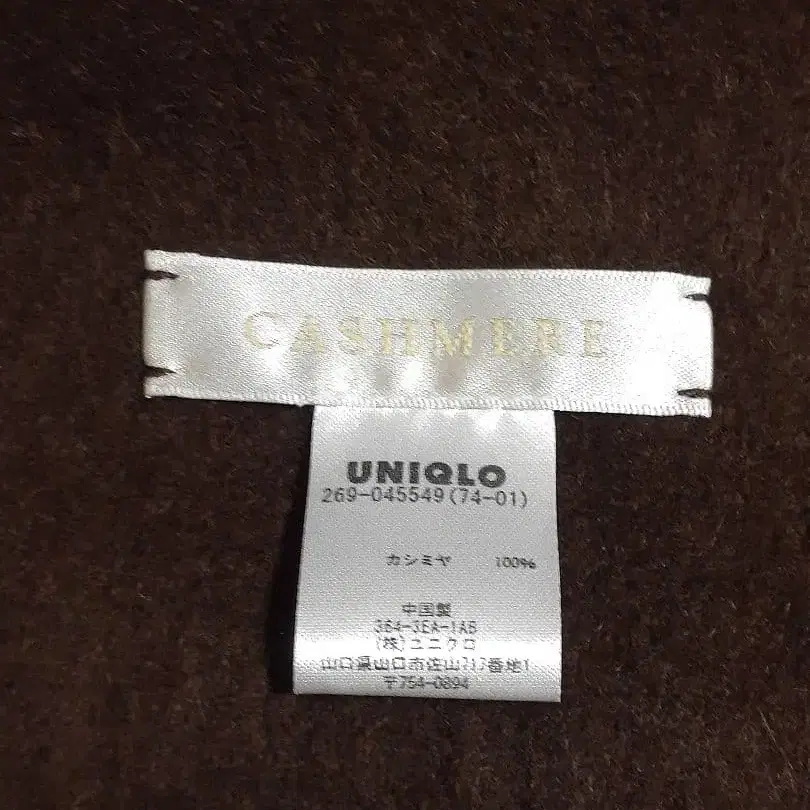 CASHMERE
UNIQLO
269-045549(74-01)
カシミヤ 100%
中国製
364-3EA-1AB
(株)ユニクロ
山口県山口市佐山717番地1
〒754-0894